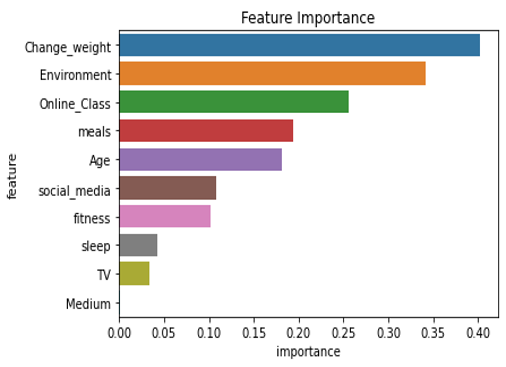 Feature Importance
Change_weight
Environment
Online_Class
meals
Age
social_media
fitness
sleep
TV
Medium
feature
0.00 0.05 0.10 0.15 0.20 0.25 0.30 0.35 0.40
importance